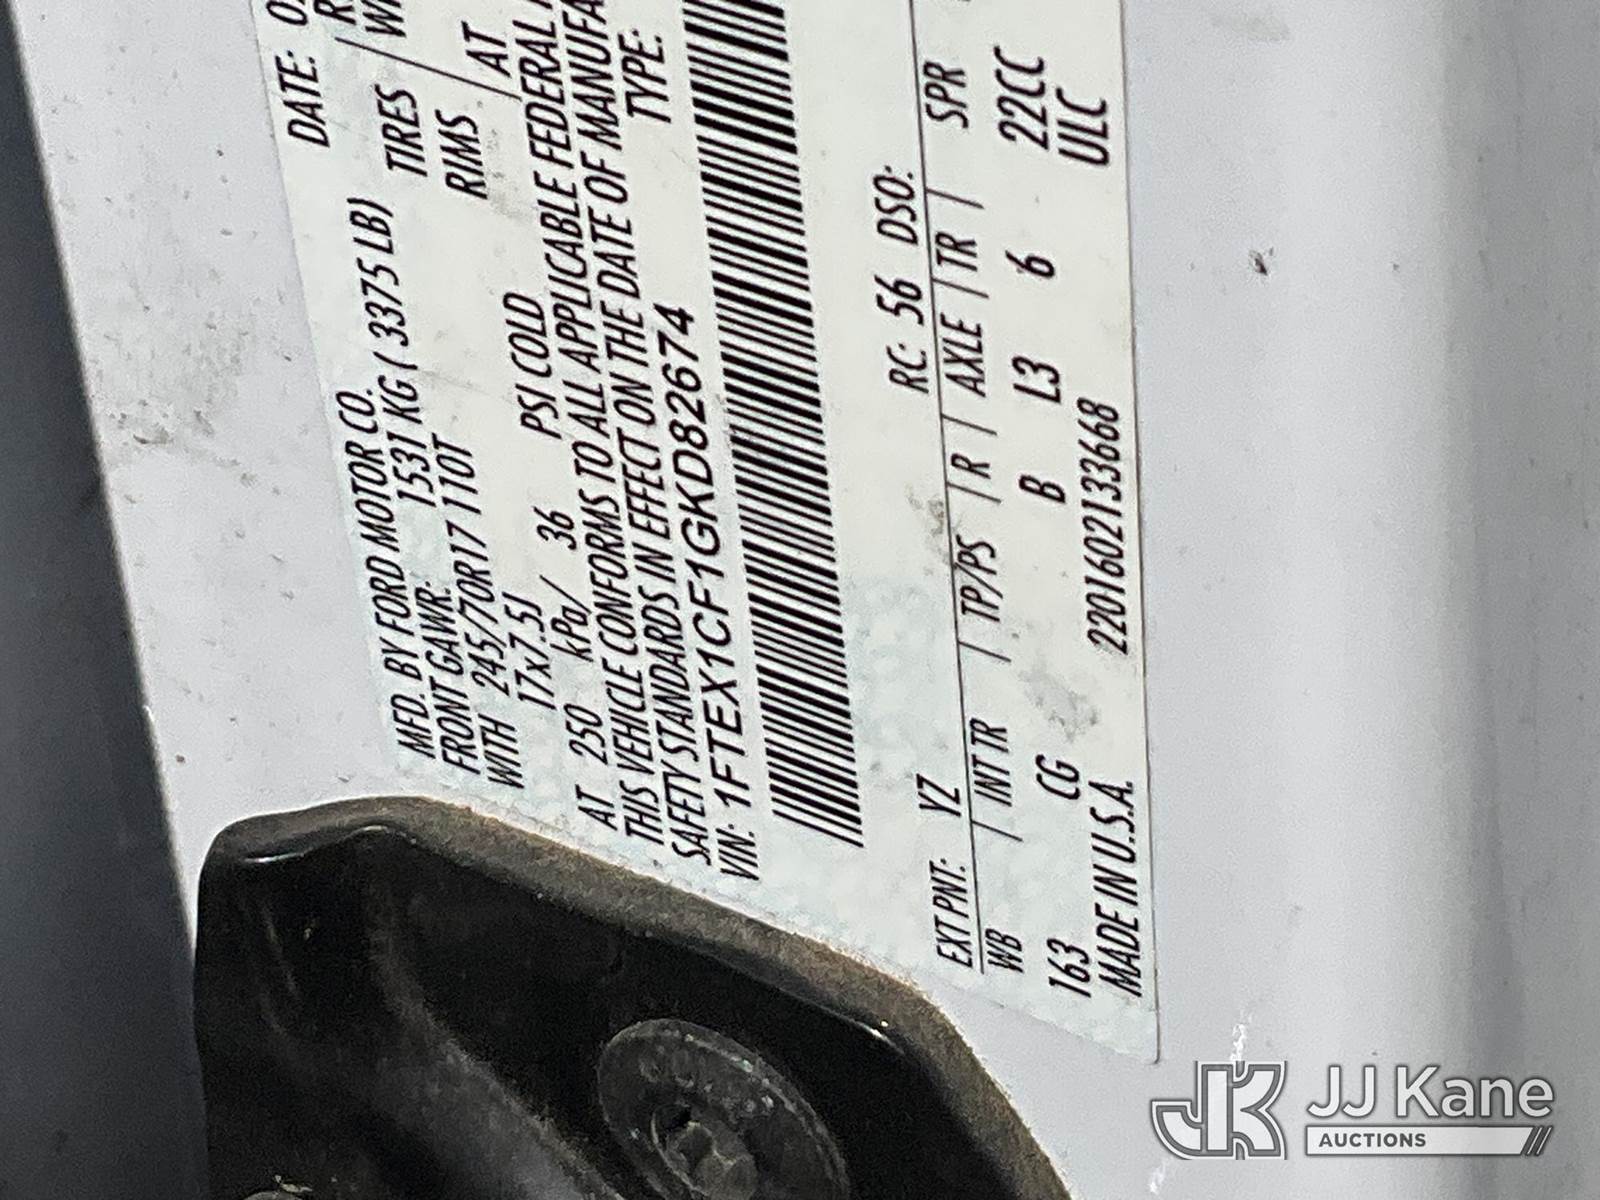 MFD. BY FORD MOTOR CO. DATE:
FRONT GAWR: 1531 KG ( 3375 LB)
WITH 245/70R17 110T TIRES
17x7.5J RIMS
AT 250 kPa/ 36 PSI COLD AT
THIS VEHICLE CONFORMS TO ALL APPLICABLE FEDERAL
SAFETY STANDARDS IN EFFECT ON THE DATE OF
VIN: 1FTEX1CF1GKD82674 TYPE:
EXT PNT: YZ RC: 56 DSO:
WB / INT TR / TP/PS / R / AXLE / TR / SPR
163 CG B L3 6 22CC
MADE IN U.S.A. 2201602133668 ULC
JK JJ Kane
AUCTIONS